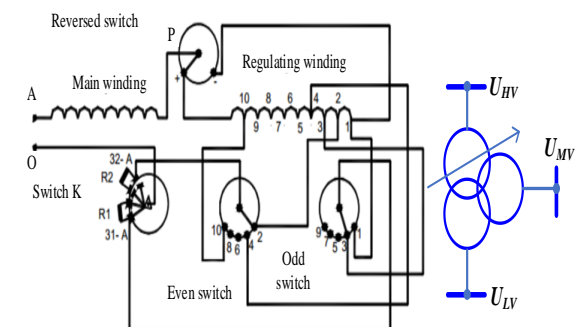 Reversed switch
P
+ -
Main winding
Regulating winding
A
10 8 6 4 2
9 7 5 3 1
O
32- A
R2
Switch K
R1
31- A
10 8 6 4 2
9 7 5 3 1
Even switch
Odd
switch
U_HV
U_MV
U_LV